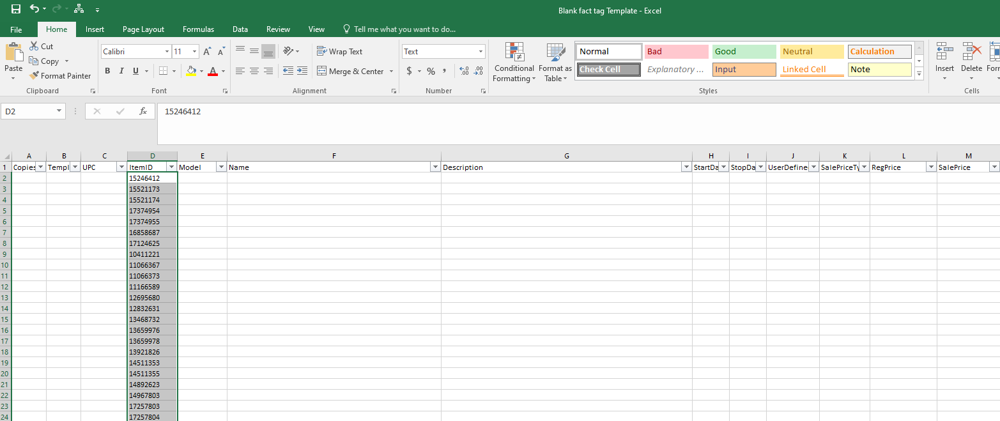 Blank fact tag Template - Excel
File Home Insert Page Layout Formulas Data Review View Tell me what you want to do...
Paste Cut Copy Format Painter
Calibri 11 B I U
Wrap Text Merge & Center
Text $ % ,
Conditional Formatting Format as Table
Normal Bad Good Neutral Calculation
Check Cell Explanatory ... Input Linked Cell Note
Insert Delete Form
Clipboard Font Alignment Number Styles Cells
D2 fx 15246412
A B C D E F G H I J K L M
1 Copies Templ UPC ItemID Model Name Description StartDa StopDa UserDefine SalePriceTy RegPrice SalePrice
2 15246412
3 15521173
4 15521174
5 17374954
6 17374955
7 16858687
8 17124625
9 10411221
10 11066367
11 11066373
12 11166589
13 12695680
14 12832631
15 13468732
16 13659976
17 13659978
18 13921826
19 14511353
20 14511355
21 14892623
22 14967803
23 17257803
24 17257804